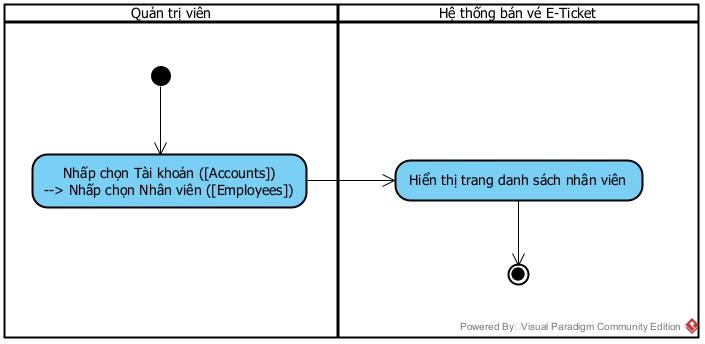 Quản trị viên
Hệ thống bán vé E-Ticket
Nhấp chọn Tài khoản ([Accounts])
--> Nhấp chọn Nhân viên ([Employees])
Hiển thị trang danh sách nhân viên
Powered By Visual Paradigm Community Edition